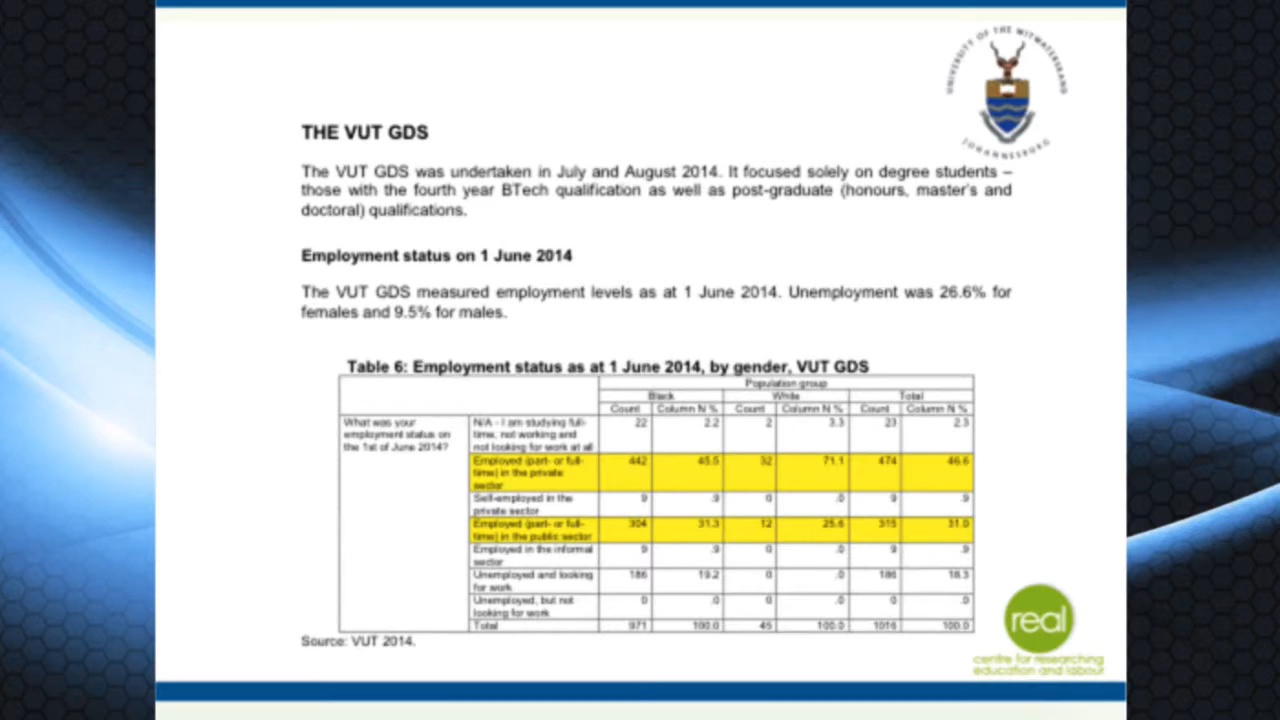 UNIVERSITY OF THE WITWATERSRAND
JOHANNESBURG
THE VUT GDS
The VUT GDS was undertaken in July and August 2014. It focused solely on degree students –
those with the fourth year BTech qualification as well as post-graduate (honours, master's and
doctoral) qualifications.
Employment status on 1 June 2014
The VUT GDS measured employment levels as at 1 June 2014. Unemployment was 26.6% for
females and 9.5% for males.
Table 6: Employment status as at 1 June 2014, by gender, VUT GDS
Population group
Black White Total
Count Column N % Count Column N % Count Column N %
What was your N/A - I am studying full- 22 2.2 2 3.3 23 2.3
employment status on time, not working and
the 1st of June 2014? not looking for work at all
Employed (part- or full- 442 45.5 32 71.1 474 46.6
time) in the private
sector
Self-employed in the 9 .9 0 .0 9 .9
private sector
Employed (part- or full- 304 31.3 12 25.6 315 31.0
time) in the public sector
Employed in the informal 9 .9 0 .0 9 .9
sector
Unemployed and looking 186 19.2 0 .0 186 18.3
for work
Unemployed, but not 0 .0 0 .0 0 .0
looking for work
Total 971 100.0 45 100.0 1016 100.0
Source: VUT 2014.
real
centre for researching
education and labour